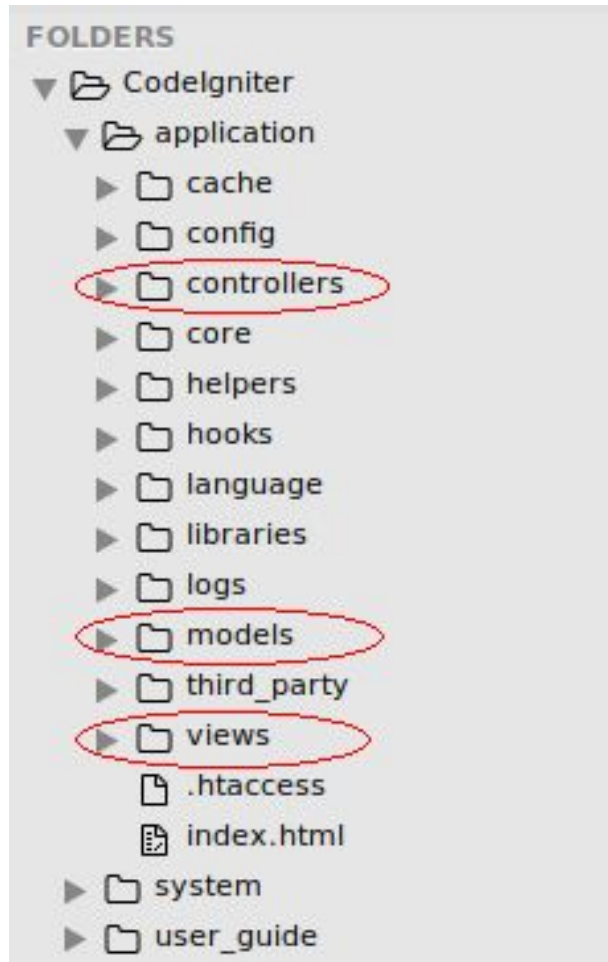 FOLDERS
CodeIgniter
application
cache
config
controllers
core
helpers
hooks
language
libraries
logs
models
third_party
views
.htaccess
index.html
system
user_guide